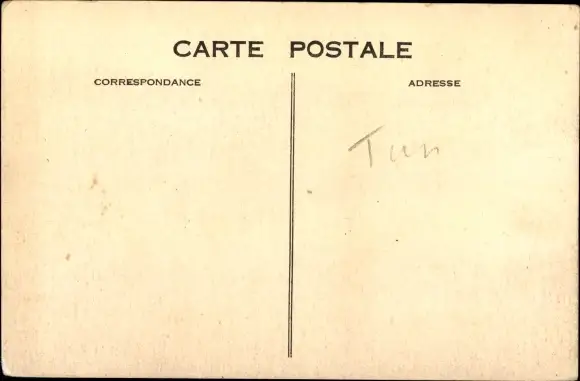 CARTE POSTALE
CORRESPONDANCE
ADRESSE
Tun